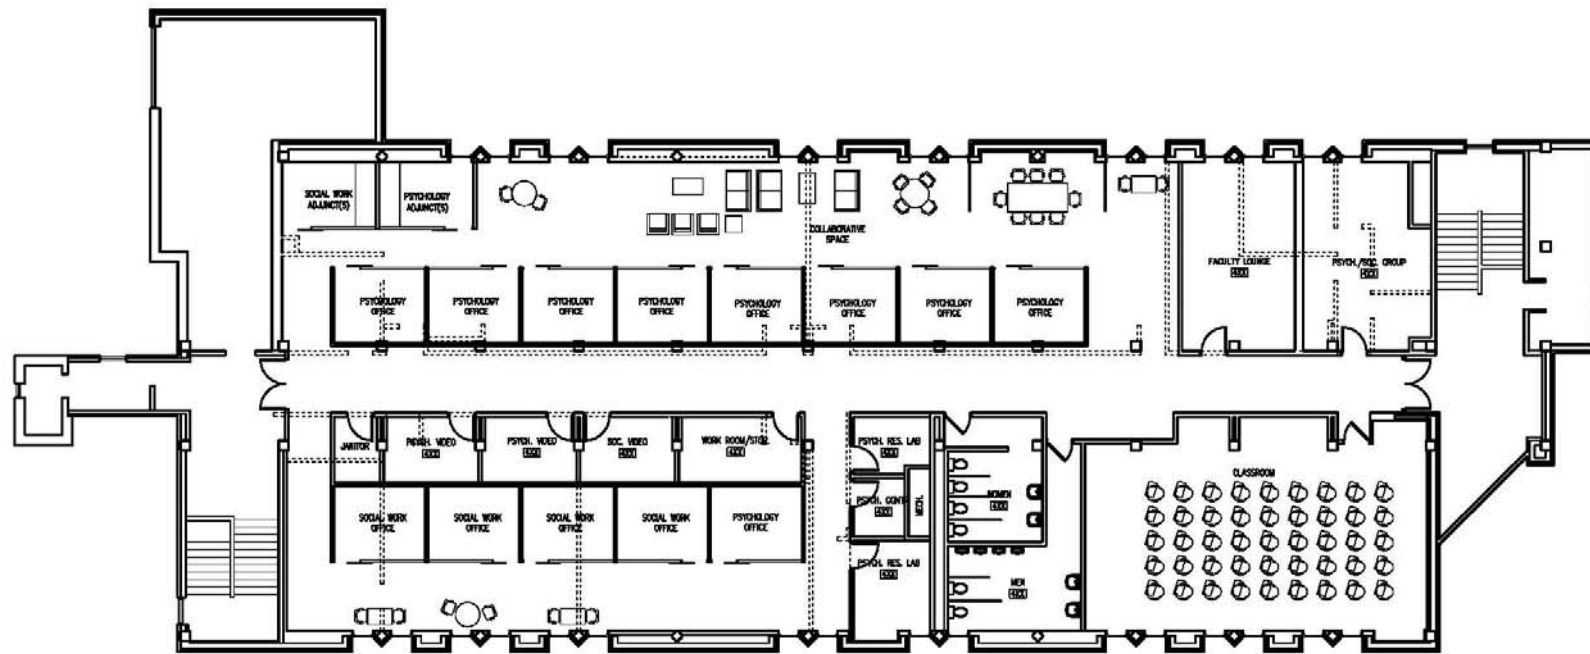 SOCIAL WORK
ADJUNCT(S)
PSYCHOLOGY
ADJUNCT(S)
COLLABORATIVE
SPACE
FACULTY LOUNGE
PSYCH./SOC. GROUP
PSYCHOLOGY
OFFICE
PSYCHOLOGY
OFFICE
PSYCHOLOGY
OFFICE
PSYCHOLOGY
OFFICE
PSYCHOLOGY
OFFICE
PSYCHOLOGY
OFFICE
PSYCHOLOGY
OFFICE
PSYCHOLOGY
OFFICE
JANITOR
PSYCH. VIDEO
PSYCH. VIDEO
SOC. VIDEO
WORK ROOM/STOR.
PSYCH. RES. LAB
PSYCH. CONT.
MECH.
WOMEN
CLASSROOM
SOCIAL WORK
OFFICE
SOCIAL WORK
OFFICE
SOCIAL WORK
OFFICE
SOCIAL WORK
OFFICE
PSYCHOLOGY
OFFICE
PSYCH. RES. LAB
MEN